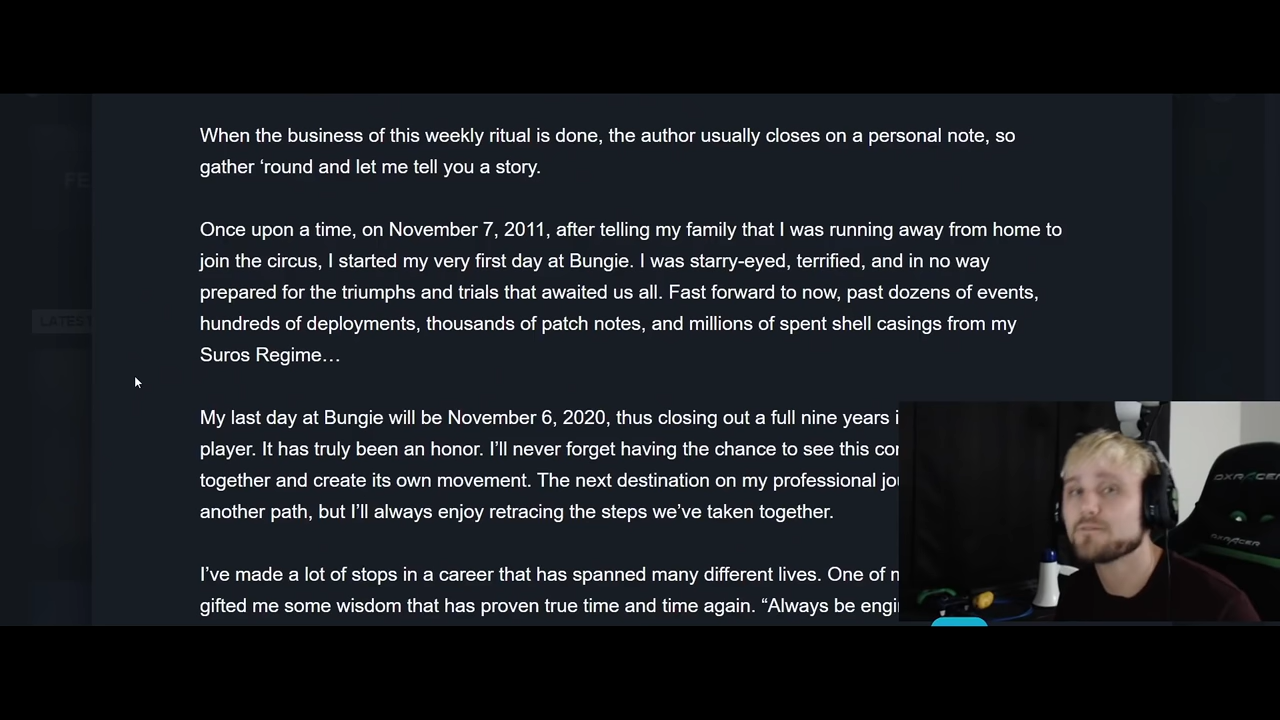 When the business of this weekly ritual is done, the author usually closes on a personal note, so
gather ‘round and let me tell you a story.
Once upon a time, on November 7, 2011, after telling my family that I was running away from home to
join the circus, I started my very first day at Bungie. I was starry-eyed, terrified, and in no way
prepared for the triumphs and trials that awaited us all. Fast forward to now, past dozens of events,
hundreds of deployments, thousands of patch notes, and millions of spent shell casings from my
LATEST
Suros Regime…
My last day at Bungie will be November 6, 2020, thus closing out a full nine years
player. It has truly been an honor. I’ll never forget having the chance to see this
together and create its own movement. The next destination on my professional
another path, but I’ll always enjoy retracing the steps we’ve taken together.
I’ve made a lot of stops in a career that has spanned many different lives. One of
gifted me some wisdom that has proven true time and time again. “Always be
DXRACER
DXRACER